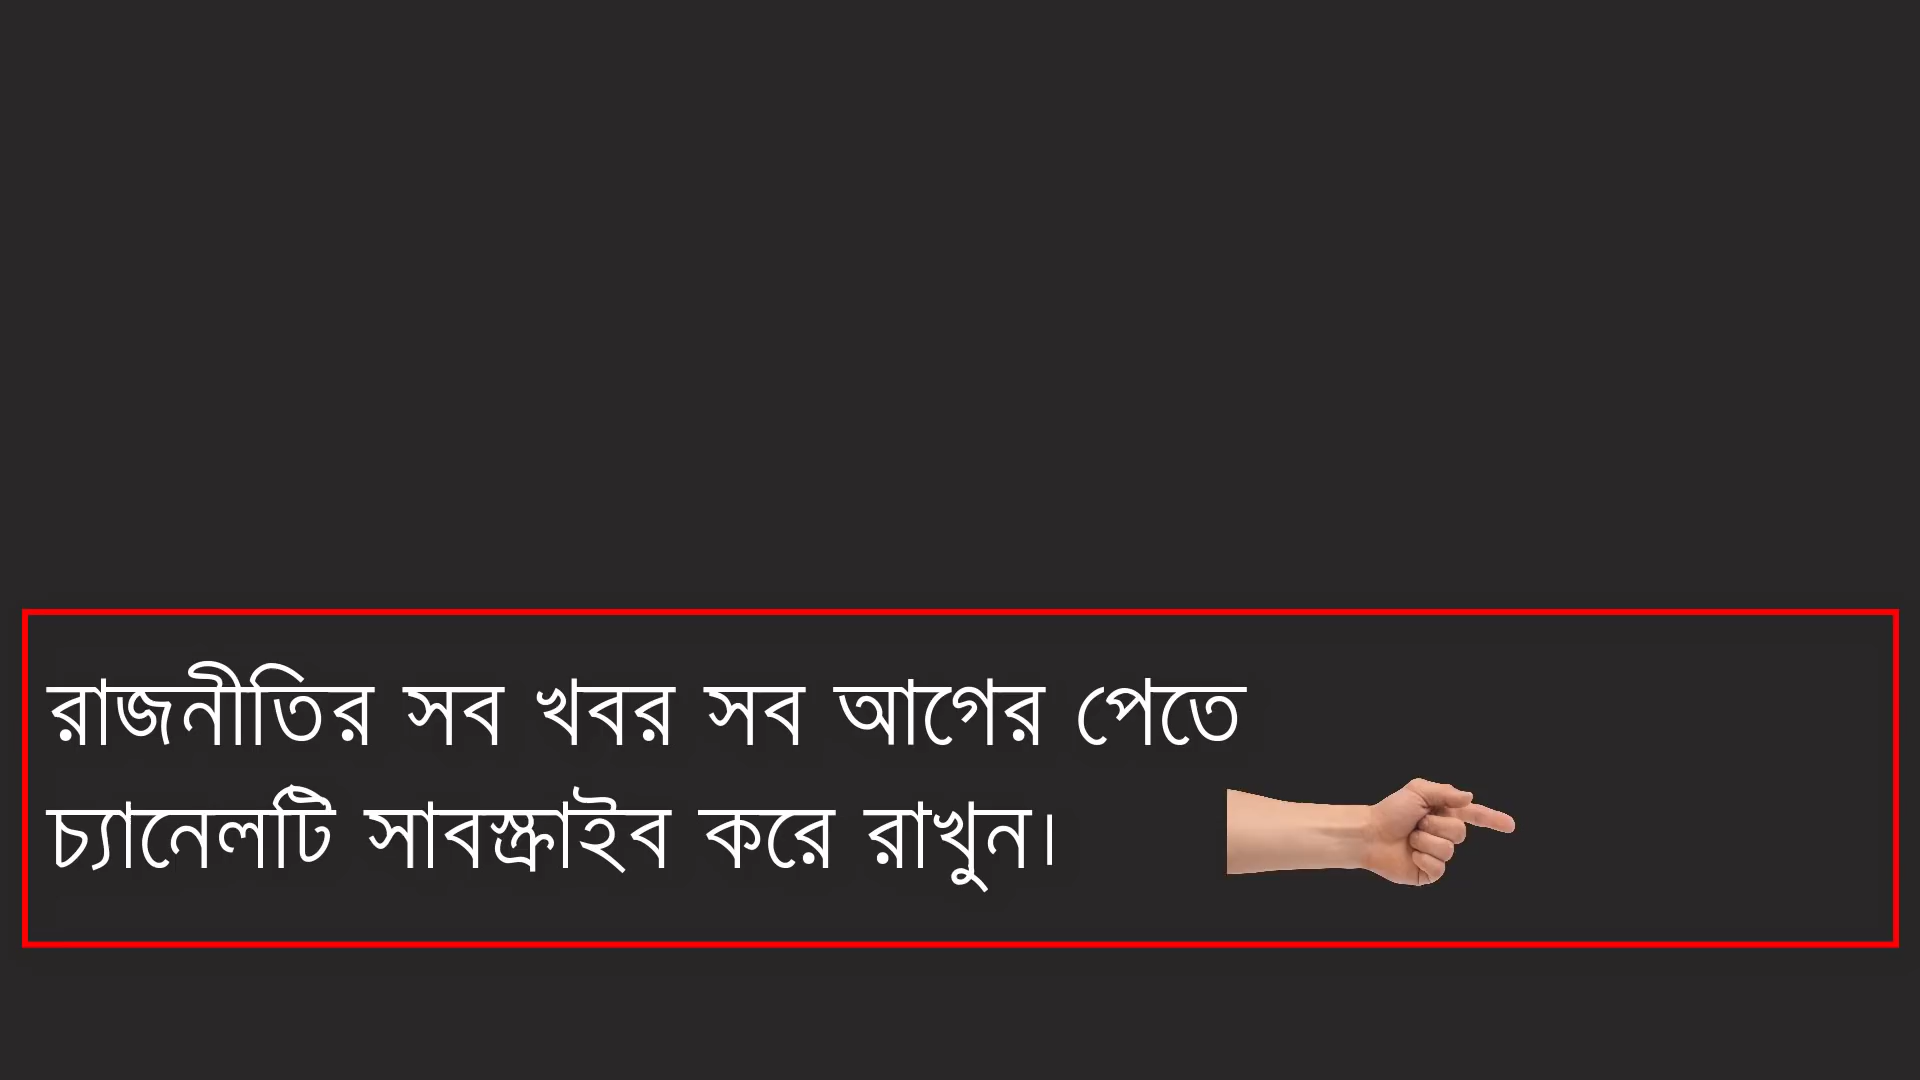 রাজনীতির সব খবর সব আগের পেতে
চ্যানেলটি সাবস্ক্রাইব করে রাখুন।